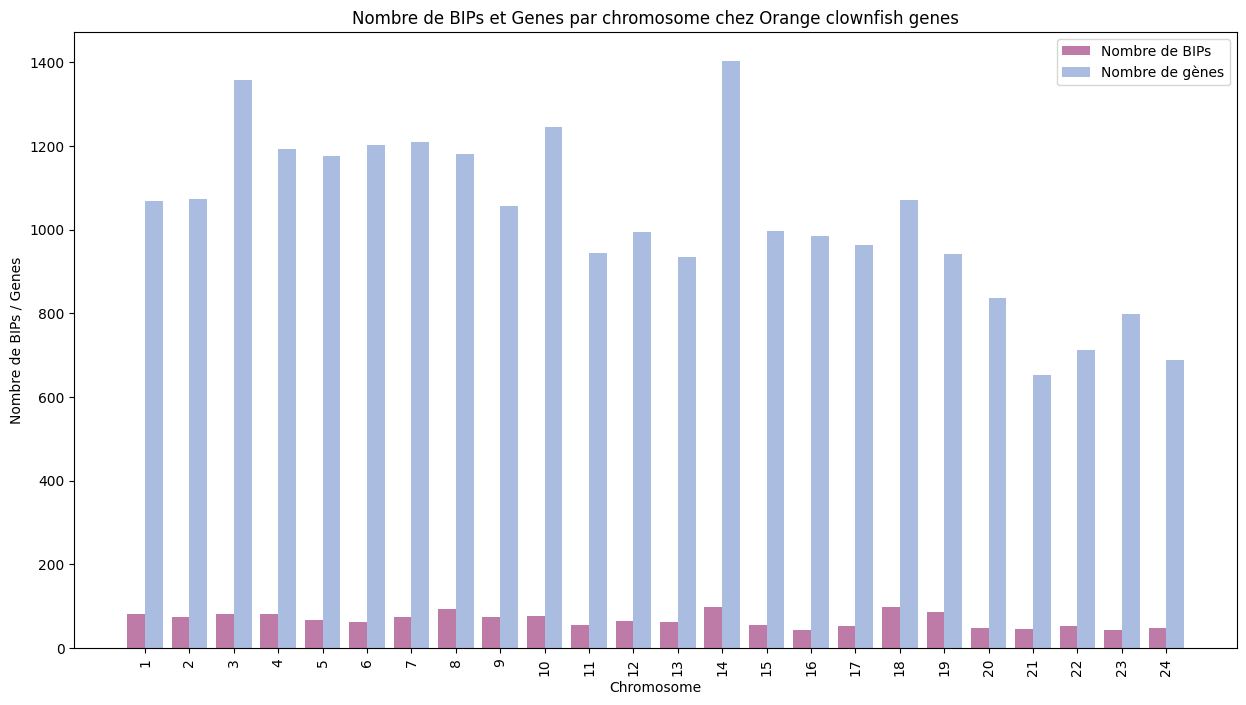 Nombre de BIPs et Genes par chromosome chez Orange clownfish genes
Nombre de BIPs
Nombre de gènes
Nombre de BIPs / Genes
1400
1200
1000
800
600
400
200
0
1 2 3 4 5 6 7 8 9 10 11 12 13 14 15 16 17 18 19 20 21 22 23 24
Chromosome